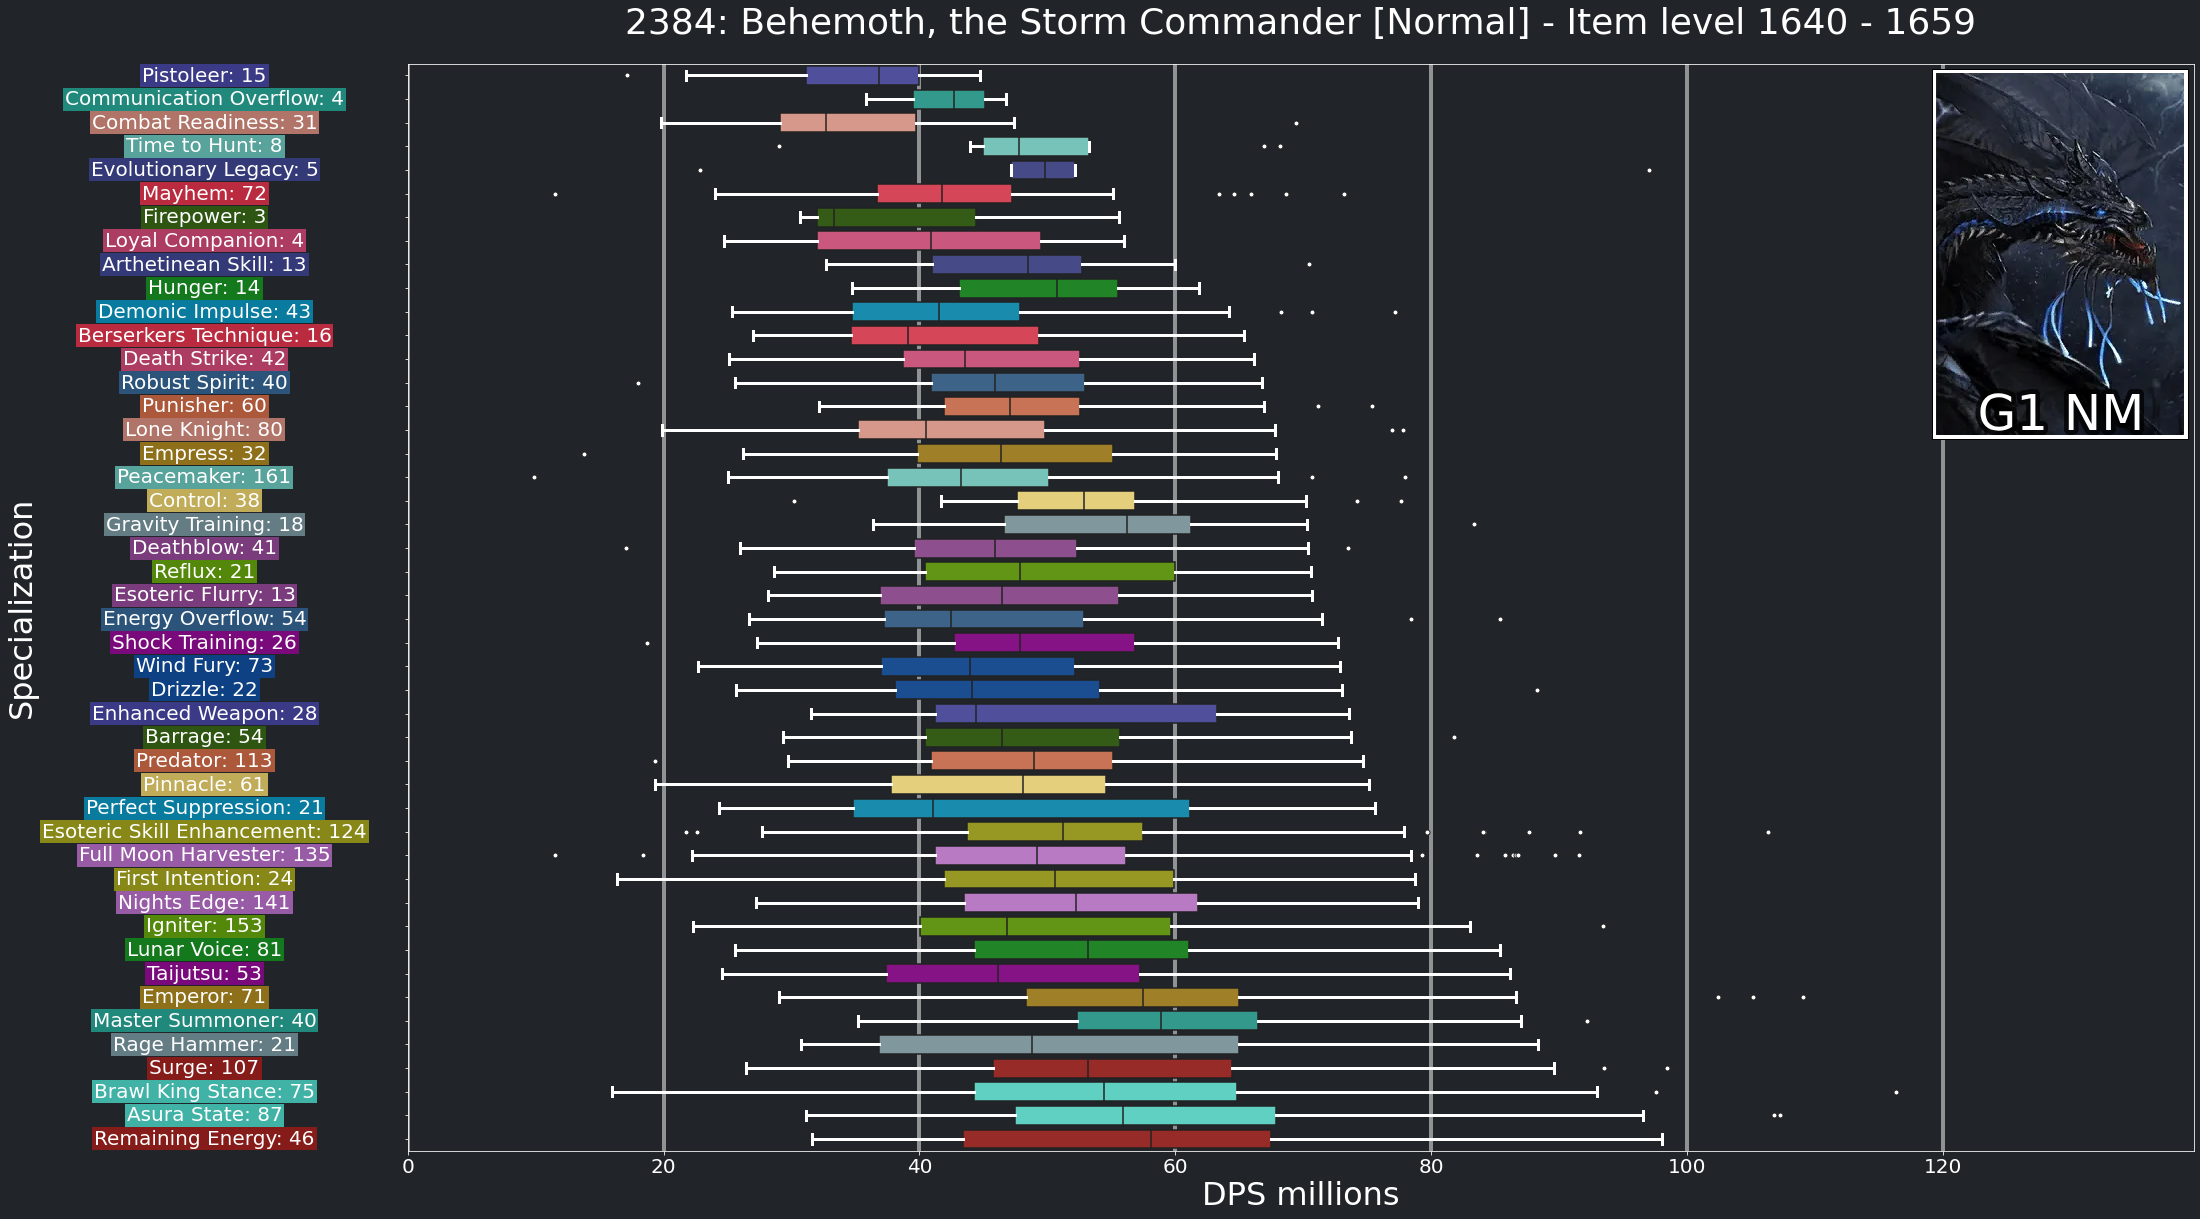 2384: Behemoth, the Storm Commander [Normal] - Item level 1640 - 1659
Pistoleer: 15
Communication Overflow: 4
Combat Readiness: 31
Time to Hunt: 8
Evolutionary Legacy: 5
Mayhem: 72
Firepower: 3
Loyal Companion: 4
Arthetinean Skill: 13
Hunger: 14
Demonic Impulse: 43
Berserkers Technique: 16
Death Strike: 42
Robust Spirit: 40
Punisher: 60
Lone Knight: 80
Empress: 32
Peacemaker: 161
Control: 38
Gravity Training: 18
Deathblow: 41
Reflux: 21
Esoteric Flurry: 13
Energy Overflow: 54
Shock Training: 26
Wind Fury: 73
Drizzle: 22
Enhanced Weapon: 28
Barrage: 54
Predator: 113
Pinnacle: 61
Perfect Suppression: 21
Esoteric Skill Enhancement: 124
Full Moon Harvester: 135
First Intention: 24
Nights Edge: 141
Igniter: 153
Lunar Voice: 81
Taijutsu: 53
Emperor: 71
Master Summoner: 40
Rage Hammer: 21
Surge: 107
Brawl King Stance: 75
Asura State: 87
Remaining Energy: 46
Specialization
G1 NM
0 20 40 60 80 100 120
DPS millions